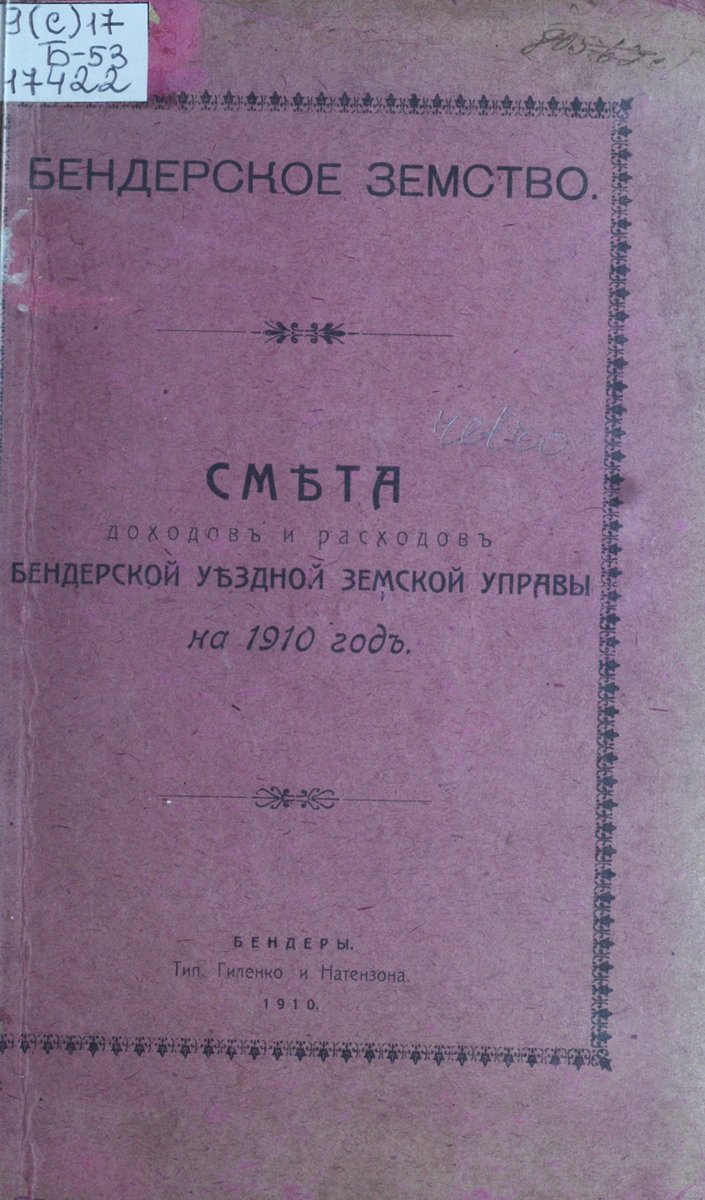 9(с)17
Б-53
17422
БЕНДЕРСКОЕ ЗЕМСТВО.
СМѢТА
доходовъ и расходовъ
БЕНДЕРСКОЙ УѢЗДНОЙ ЗЕМСКОЙ УПРАВЫ
на 1910 годъ.
БЕНДЕРЫ.
Тип. Гиленко и Натензона.
1910.